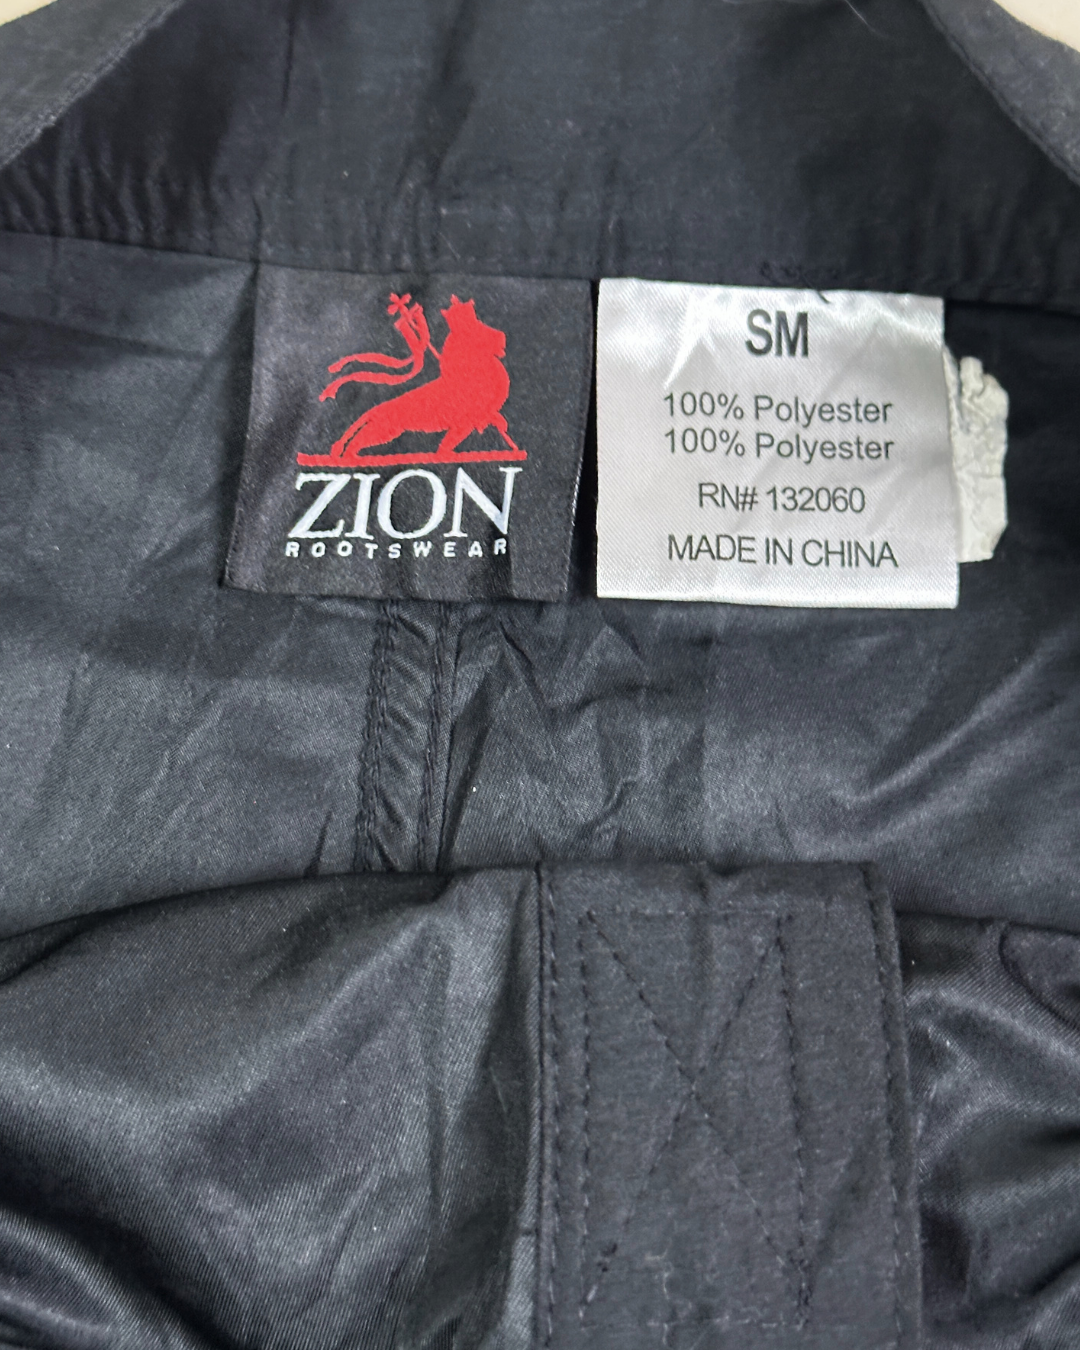 ZION
ROOTSWEAR
SM
100% Polyester
100% Polyester
RN# 132060
MADE IN CHINA